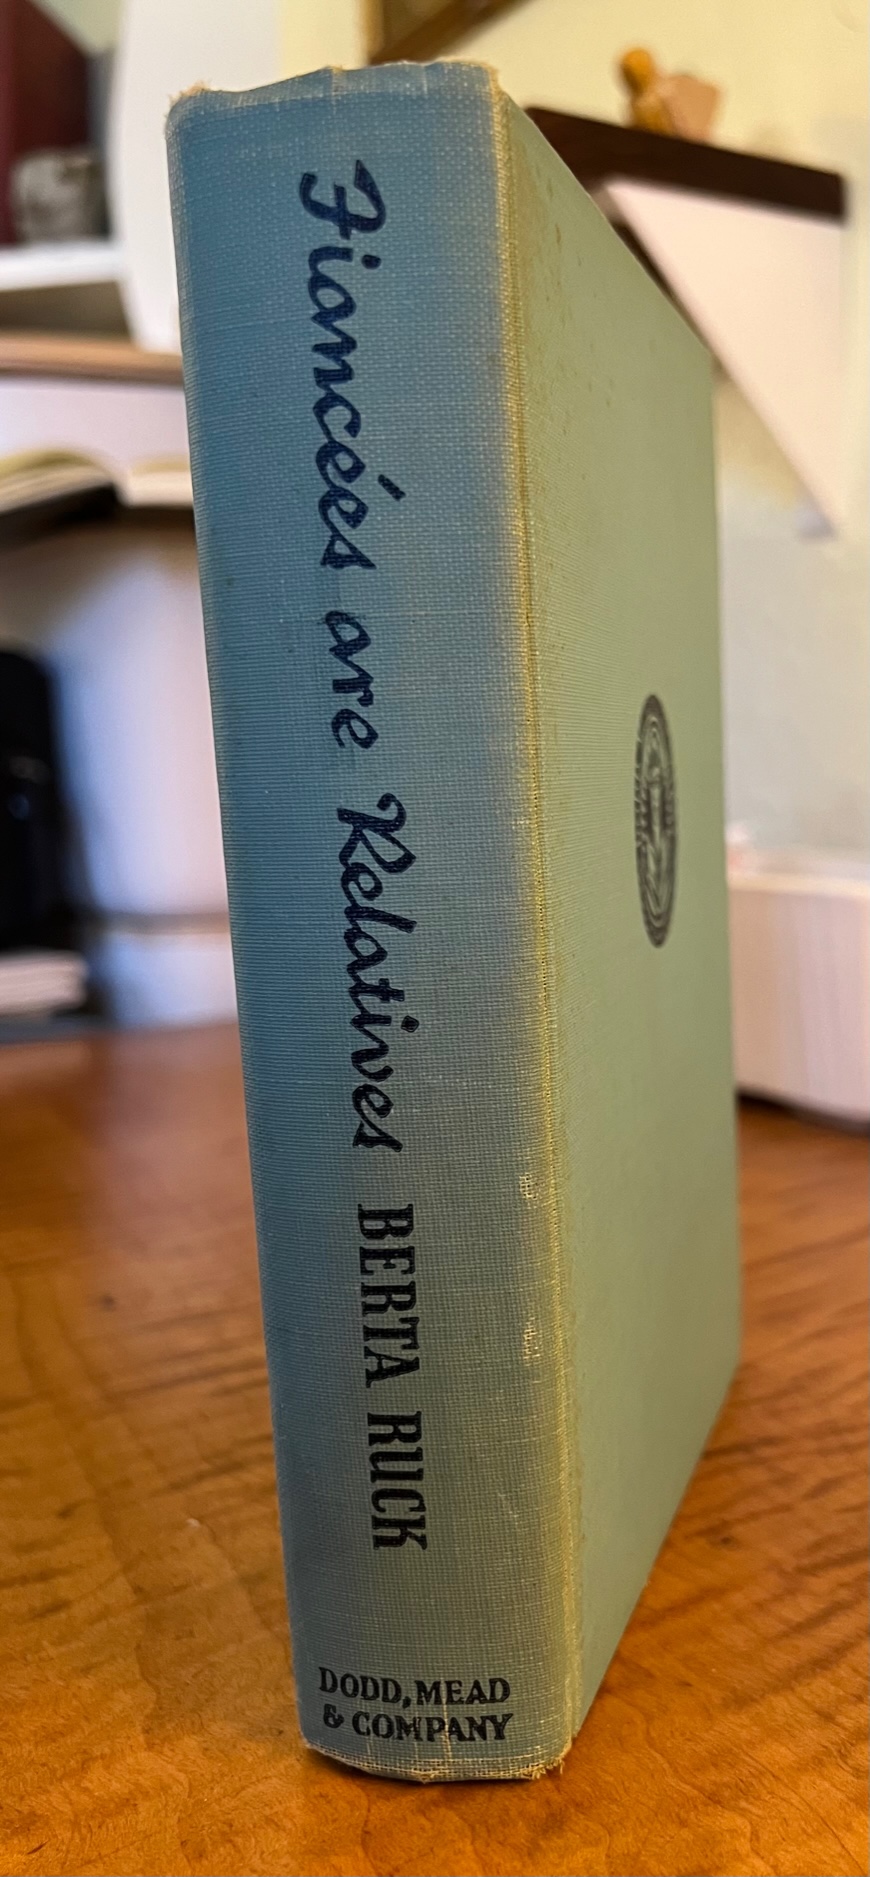 Fiancées are Relatives BERTA RUCK
DODD, MEAD
& COMPANY